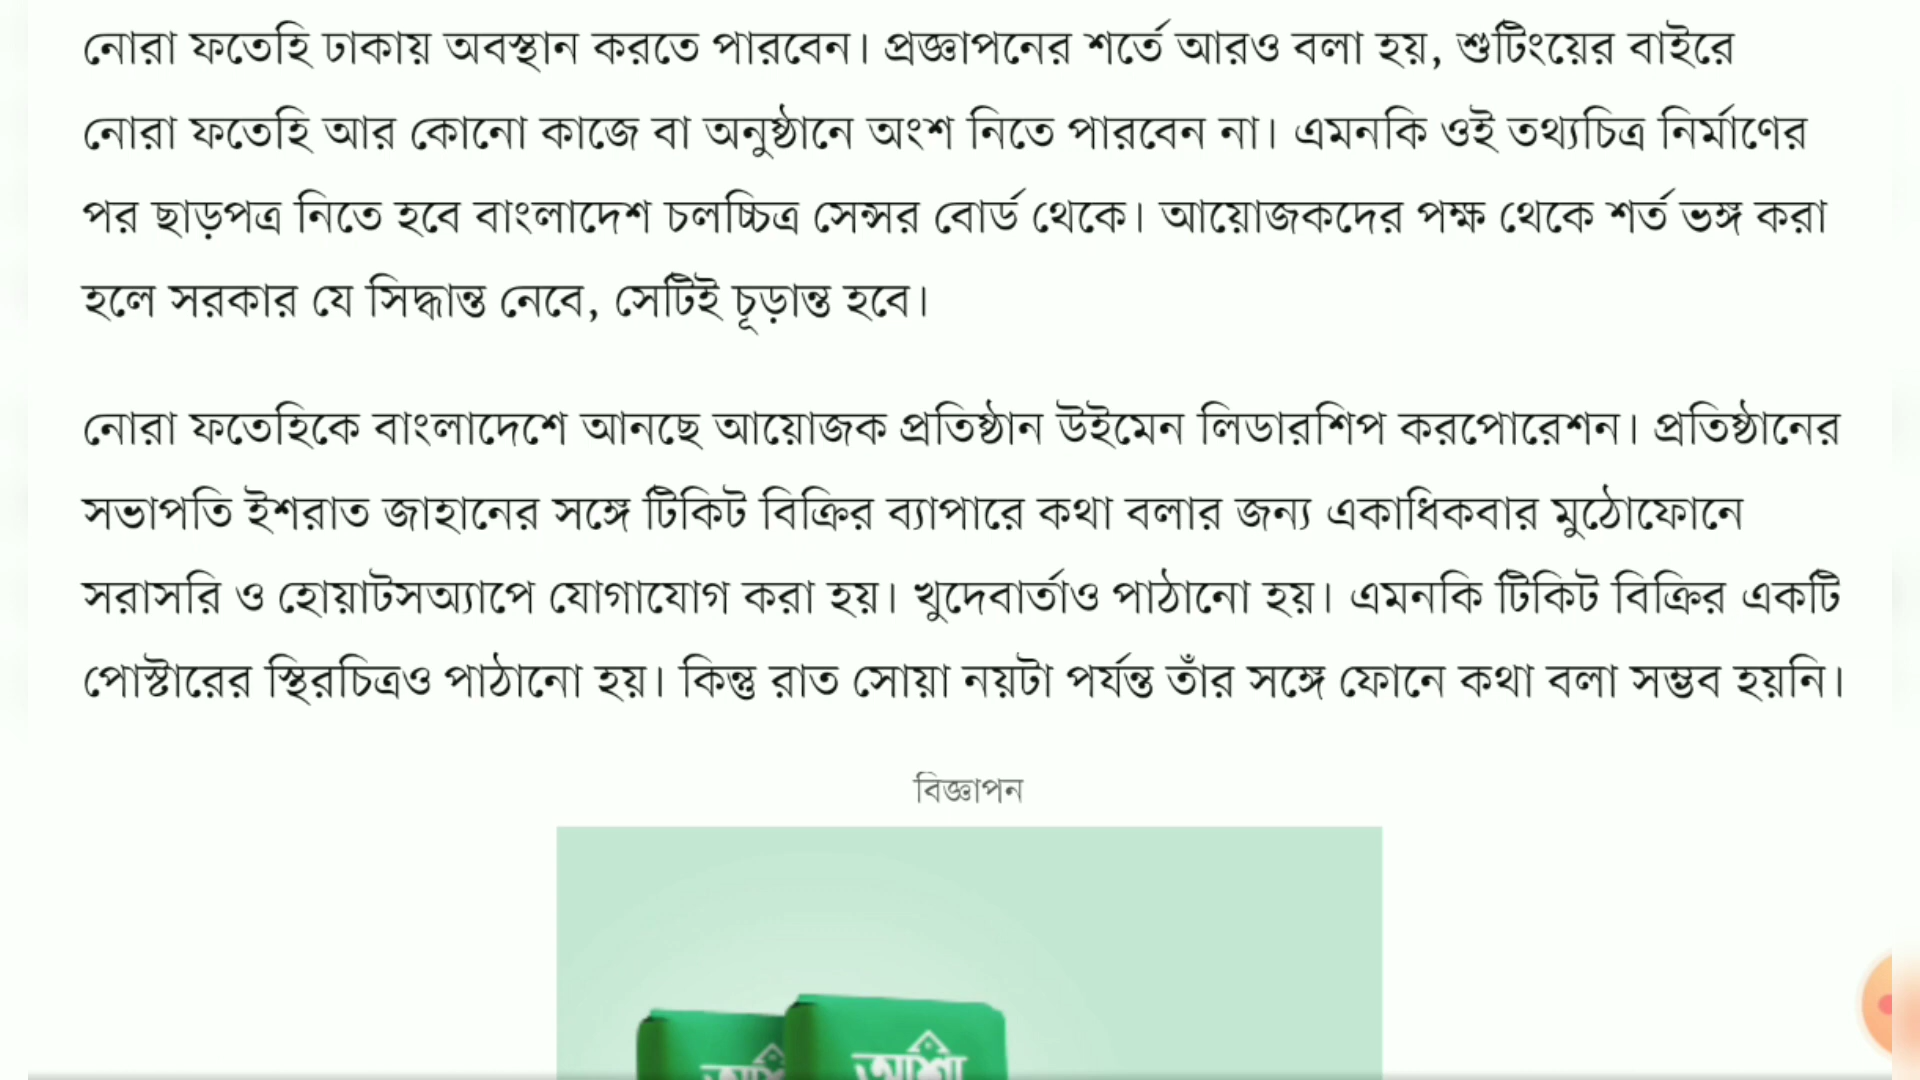 নোরা ফতেহি ঢাকায় অবস্থান করতে পারবেন। প্রজ্ঞাপনের শর্তে আরও বলা হয়, শুটিংয়ের বাইরে
নোরা ফতেহি আর কোনো কাজে বা অনুষ্ঠানে অংশ নিতে পারবেন না। এমনকি ওই তথ্যচিত্র নির্মাণের
পর ছাড়পত্র নিতে হবে বাংলাদেশ চলচ্চিত্র সেন্সর বোর্ড থেকে। আয়োজকদের পক্ষ থেকে শর্ত ভঙ্গ করা
হলে সরকার যে সিদ্ধান্ত নেবে, সেটিই চূড়ান্ত হবে।
নোরা ফতেহিকে বাংলাদেশে আনছে আয়োজক প্রতিষ্ঠান উইমেন লিডারশিপ করপোরেশন। প্রতিষ্ঠানের
সভাপতি ইশরাত জাহানের সঙ্গে টিকিট বিক্রির ব্যাপারে কথা বলার জন্য একাধিকবার মুঠোফোনে
সরাসরি ও হোয়াটসঅ্যাপে যোগাযোগ করা হয়। খুদেবার্তাও পাঠানো হয়। এমনকি টিকিট বিক্রির একটি
পোস্টারের স্থিরচিত্রও পাঠানো হয়। কিন্তু রাত সোয়া নয়টা পর্যন্ত তাঁর সঙ্গে ফোনে কথা বলা সম্ভব হয়নি।
বিজ্ঞাপন